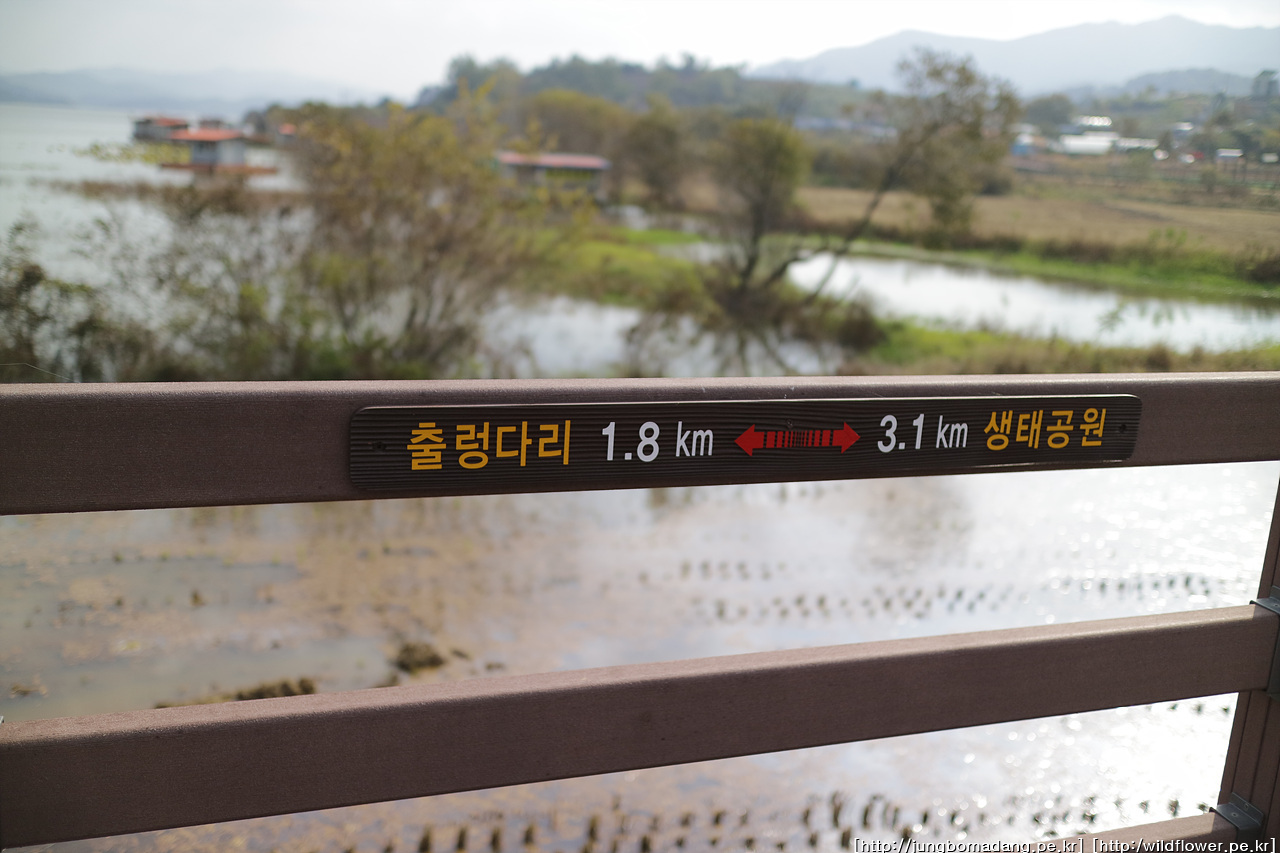 출렁다리 1.8 km 3.1 km 생태공원
[http://jungbomadang.pe.kr] [http:/wildflower.pe.kr]